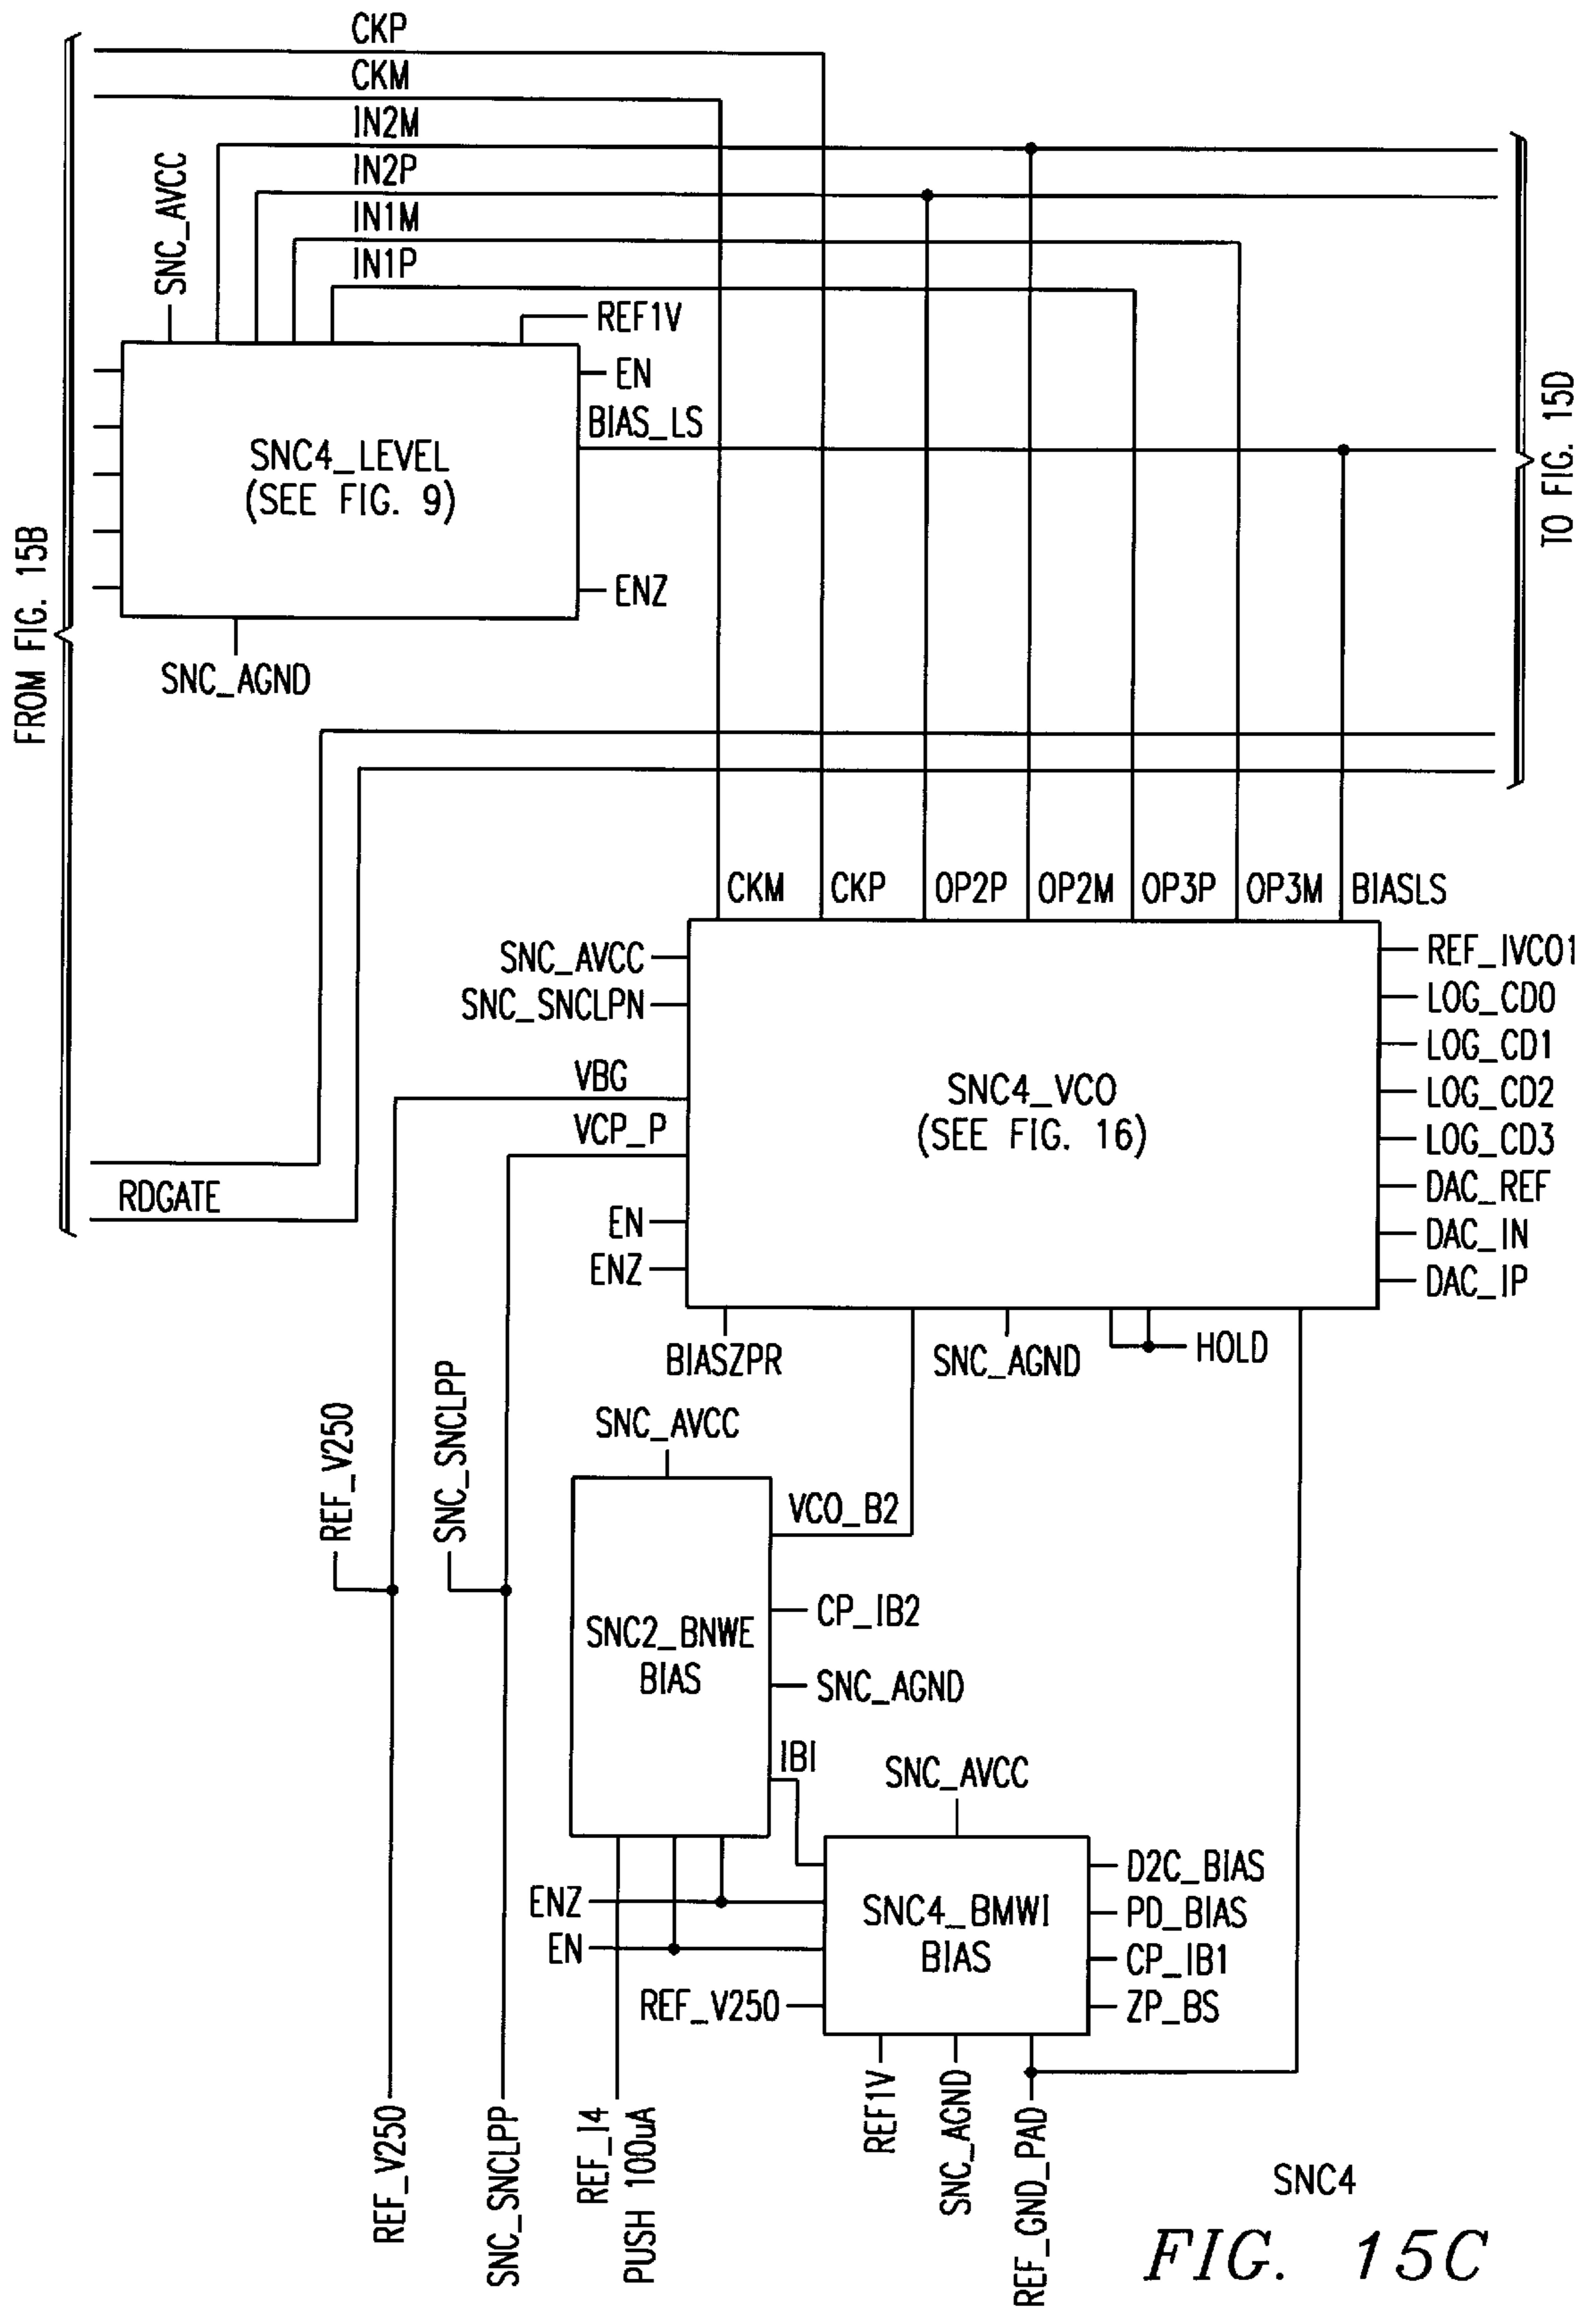 CKP
CKM
IN2M
IN2P
IN1M
IN1P
SNC_AVCC
REF1V
EN
BIAS_LS
SNC4_LEVEL
(SEE FIG. 9)
ENZ
SNC_AGND
FROM FIG. 15B
TO FIG. 15D
CKM
CKP
OP2P
OP2M
OP3P
OP3M
BIASLS
SNC_AVCC
SNC_SNCLPN
VBG
VCP_P
RDGATE
EN
ENZ
SNC4_VCO
(SEE FIG. 16)
REF_IVCO1
LOG_CD0
LOG_CD1
LOG_CD2
LOG_CD3
DAC_REF
DAC_IN
DAC_IP
BIASZPR
SNC_AGND
HOLD
REF_V250
SNC_SNCLPP
SNC_AVCC
VCO_B2
SNC2_BNWE
BIAS
CP_IB2
SNC_AGND
IBI
SNC_AVCC
ENZ
EN
REF_V250
SNC4_BMWI
BIAS
D2C_BIAS
PD_BIAS
CP_IB1
ZP_BS
REF_V250
SNC_SNCLPP
REF_I4
PUSH 100uA
REF1V
SNC_AGND
REF_GND_PAD
SNC4
FIG. 15C